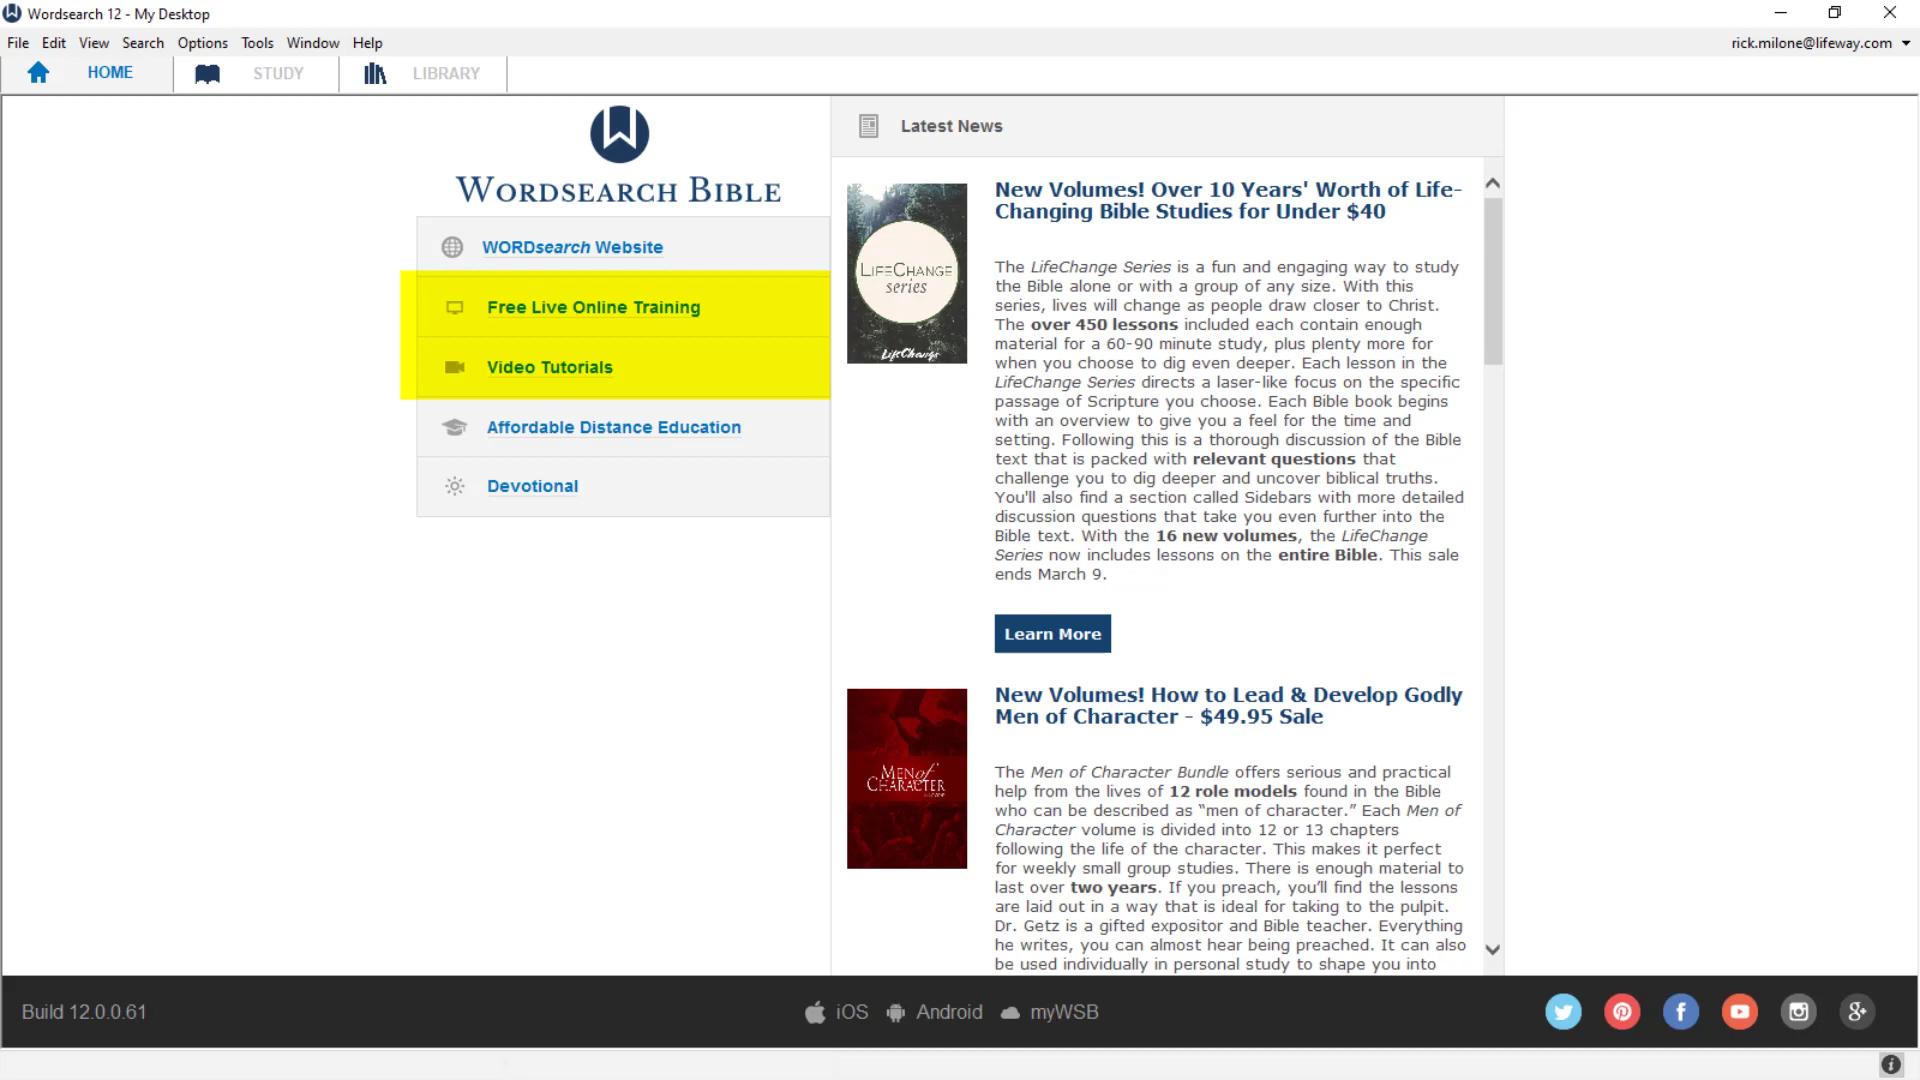 Wordsearch 12 - My Desktop
File Edit View Search Options Tools Window Help
rick.milone@lifeway.com
HOME STUDY LIBRARY
WORDSEARCH BIBLE
WORDsearch Website
Free Live Online Training
Video Tutorials
Affordable Distance Education
Devotional
Latest News
LIFECHANGE
series
LifeChange
New Volumes! Over 10 Years' Worth of Life-
Changing Bible Studies for Under $40
The LifeChange Series is a fun and engaging way to study
the Bible alone or with a group of any size. With this
series, lives will change as people draw closer to Christ.
The over 450 lessons included each contain enough
material for a 60-90 minute study, plus plenty more for
when you choose to dig even deeper. Each lesson in the
LifeChange Series directs a laser-like focus on the specific
passage of Scripture you choose. Each Bible book begins
with an overview to give you a feel for the time and
setting. Following this is a thorough discussion of the Bible
text that is packed with relevant questions that
challenge you to dig deeper and uncover biblical truths.
You'll also find a section called Sidebars with more detailed
discussion questions that take you even further into the
Bible text. With the 16 new volumes, the LifeChange
Series now includes lessons on the entire Bible. This sale
ends March 9.
Learn More
MEN of
CHARACTER
New Volumes! How to Lead & Develop Godly
Men of Character - $49.95 Sale
The Men of Character Bundle offers serious and practical
help from the lives of 12 role models found in the Bible
who can be described as “men of character.” Each Men of
Character volume is divided into 12 or 13 chapters
following the life of the character. This makes it perfect
for weekly small group studies. There is enough material to
last over two years. If you preach, you’ll find the lessons
are laid out in a way that is ideal for taking to the pulpit.
Dr. Getz is a gifted expositor and Bible teacher. Everything
he writes, you can almost hear being preached. It can also
be used individually in personal study to shape you into
Build 12.0.0.61
iOS Android myWSB